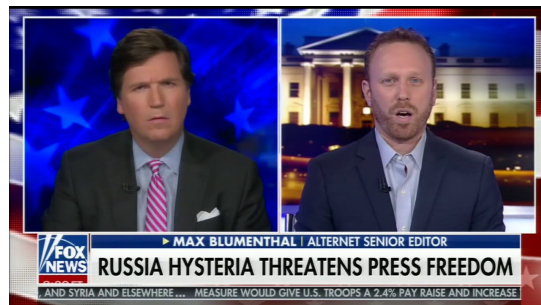 MAX BLUMENTHAL | ALTERNET SENIOR EDITOR
FOX
NEWS
RUSSIA HYSTERIA THREATENS PRESS FREEDOM
, AND SYRIA AND ELSEWHERE... MEASURE WOULD GIVE U.S. TROOPS A 2.4% PAY RAISE AND INCREASE